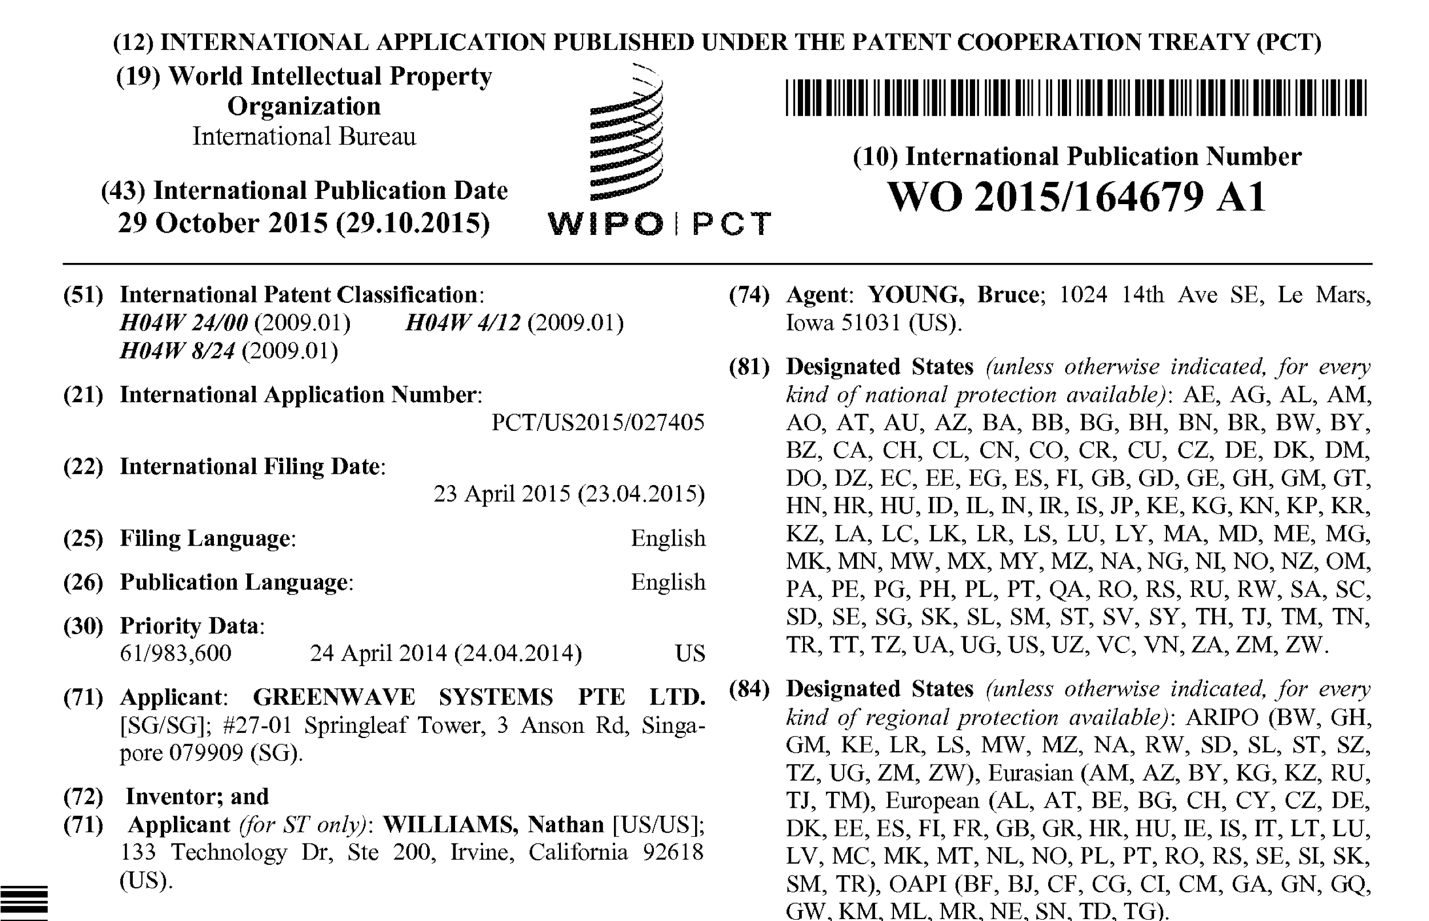 (12) INTERNATIONAL APPLICATION PUBLISHED UNDER THE PATENT COOPERATION TREATY (PCT)
(19) World Intellectual Property
Organization
International Bureau
(43) International Publication Date
29 October 2015 (29.10.2015)
WIPO | PCT
(10) International Publication Number
WO 2015/164679 A1
(51) International Patent Classification:
H04W 24/00 (2009.01) H04W 4/12 (2009.01)
H04W 8/24 (2009.01)
(21) International Application Number:
PCT/US2015/027405
(22) International Filing Date:
23 April 2015 (23.04.2015)
(25) Filing Language: English
(26) Publication Language: English
(30) Priority Data:
61/983,600 24 April 2014 (24.04.2014) US
(71) Applicant: GREENWAVE SYSTEMS PTE LTD.
[SG/SG]; #27-01 Springleaf Tower, 3 Anson Rd, Singa-
pore 079909 (SG).
(72) Inventor; and
(71) Applicant (for ST only): WILLIAMS, Nathan [US/US];
133 Technology Dr, Ste 200, Irvine, California 92618
(US).
(74) Agent: YOUNG, Bruce; 1024 14th Ave SE, Le Mars,
Iowa 51031 (US).
(81) Designated States (unless otherwise indicated, for every
kind of national protection available): AE, AG, AL, AM,
AO, AT, AU, AZ, BA, BB, BG, BH, BN, BR, BW, BY,
BZ, CA, CH, CL, CN, CO, CR, CU, CZ, DE, DK, DM,
DO, DZ, EC, EE, EG, ES, FI, GB, GD, GE, GH, GM, GT,
HN, HR, HU, ID, IL, IN, IR, IS, JP, KE, KG, KN, KP, KR,
KZ, LA, LC, LK, LR, LS, LU, LY, MA, MD, ME, MG,
MK, MN, MW, MX, MY, MZ, NA, NG, NI, NO, NZ, OM,
PA, PE, PG, PH, PL, PT, QA, RO, RS, RU, RW, SA, SC,
SD, SE, SG, SK, SL, SM, ST, SV, SY, TH, TJ, TM, TN,
TR, TT, TZ, UA, UG, US, UZ, VC, VN, ZA, ZM, ZW.
(84) Designated States (unless otherwise indicated, for every
kind of regional protection available): ARIPO (BW, GH,
GM, KE, LR, LS, MW, MZ, NA, RW, SD, SL, ST, SZ,
TZ, UG, ZM, ZW), Eurasian (AM, AZ, BY, KG, KZ, RU,
TJ, TM), European (AL, AT, BE, BG, CH, CY, CZ, DE,
DK, EE, ES, FI, FR, GB, GR, HR, HU, IE, IS, IT, LT, LU,
LV, MC, MK, MT, NL, NO, PL, PT, RO, RS, SE, SI, SK,
SM, TR), OAPI (BF, BJ, CF, CG, CI, CM, GA, GN, GQ,
GW, KM, ML, MR, NE, SN, TD, TG).